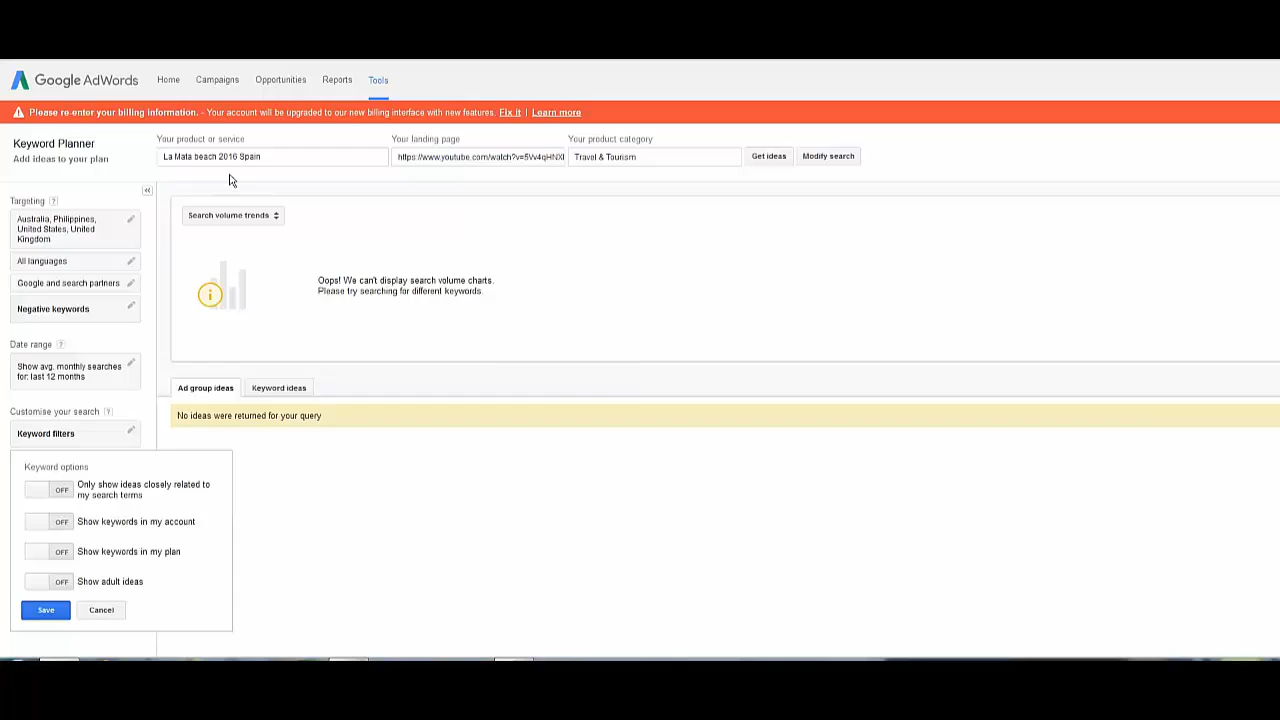 Google AdWords
Home Campaigns Opportunities Reports Tools
Please re-enter your billing information. - Your account will be upgraded to our new billing interface with new features. Fix it | Learn more
Keyword Planner
Add ideas to your plan
Your product or service
La Mata beach 2016 Spain
Your landing page
https://www.youtube.com/watch?v=5Vv4qHNXI
Your product category
Travel & Tourism
Get ideas
Modify search
Targeting ?
Australia, Philippines,
United States, United
Kingdom
All languages
Google and search partners
Negative keywords
Date range ?
Show avg. monthly searches
for: last 12 months
Customise your search ?
Keyword filters
Keyword options
OFF Only show ideas closely related to
my search terms
OFF Show keywords in my account
OFF Show keywords in my plan
OFF Show adult ideas
Save Cancel
Search volume trends
Oops! We can't display search volume charts.
Please try searching for different keywords.
Ad group ideas Keyword ideas
No ideas were returned for your query